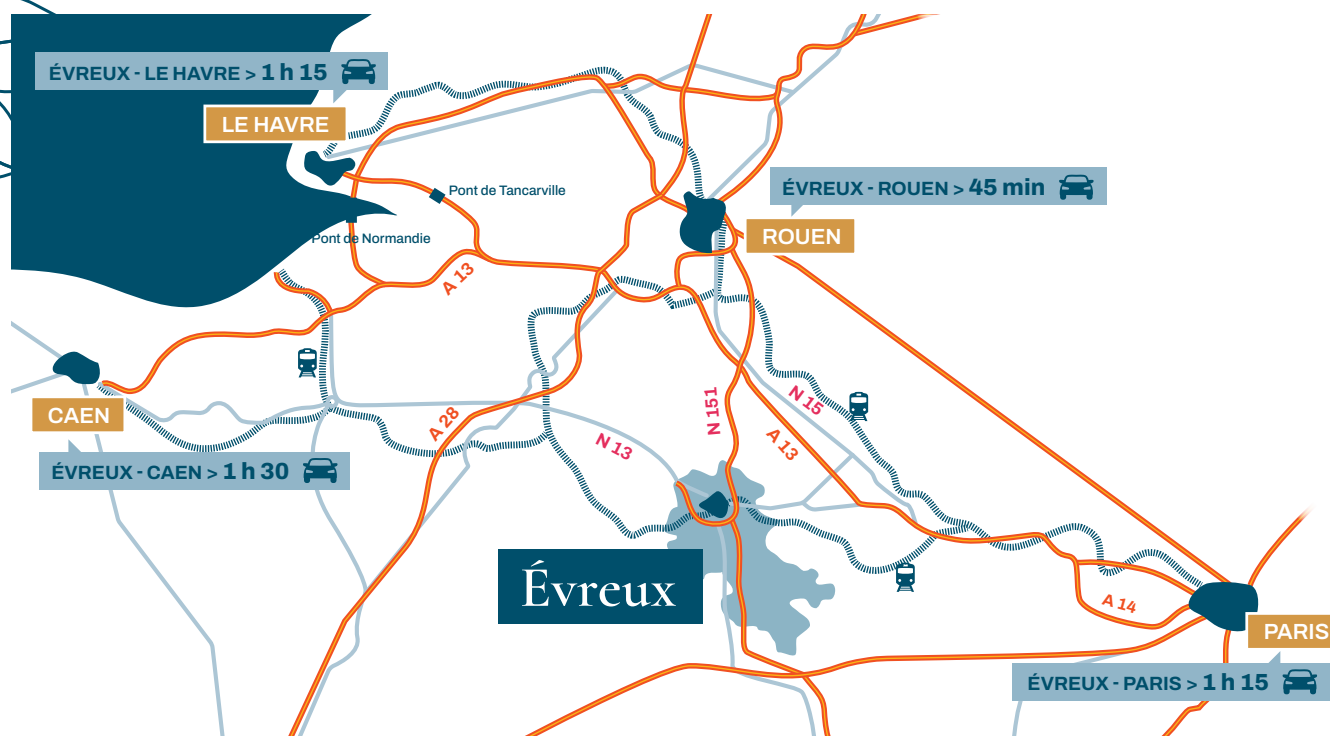 ÉVREUX - LE HAVRE > 1 h 15
LE HAVRE
Pont de Tancarville
ÉVREUX - ROUEN > 45 min
ROUEN
Pont de Normandie
A 13
CAEN
ÉVREUX - CAEN > 1 h 30
A 28
N 13
N 151
N 15
A 13
Évreux
A 14
PARIS
ÉVREUX - PARIS > 1 h 15